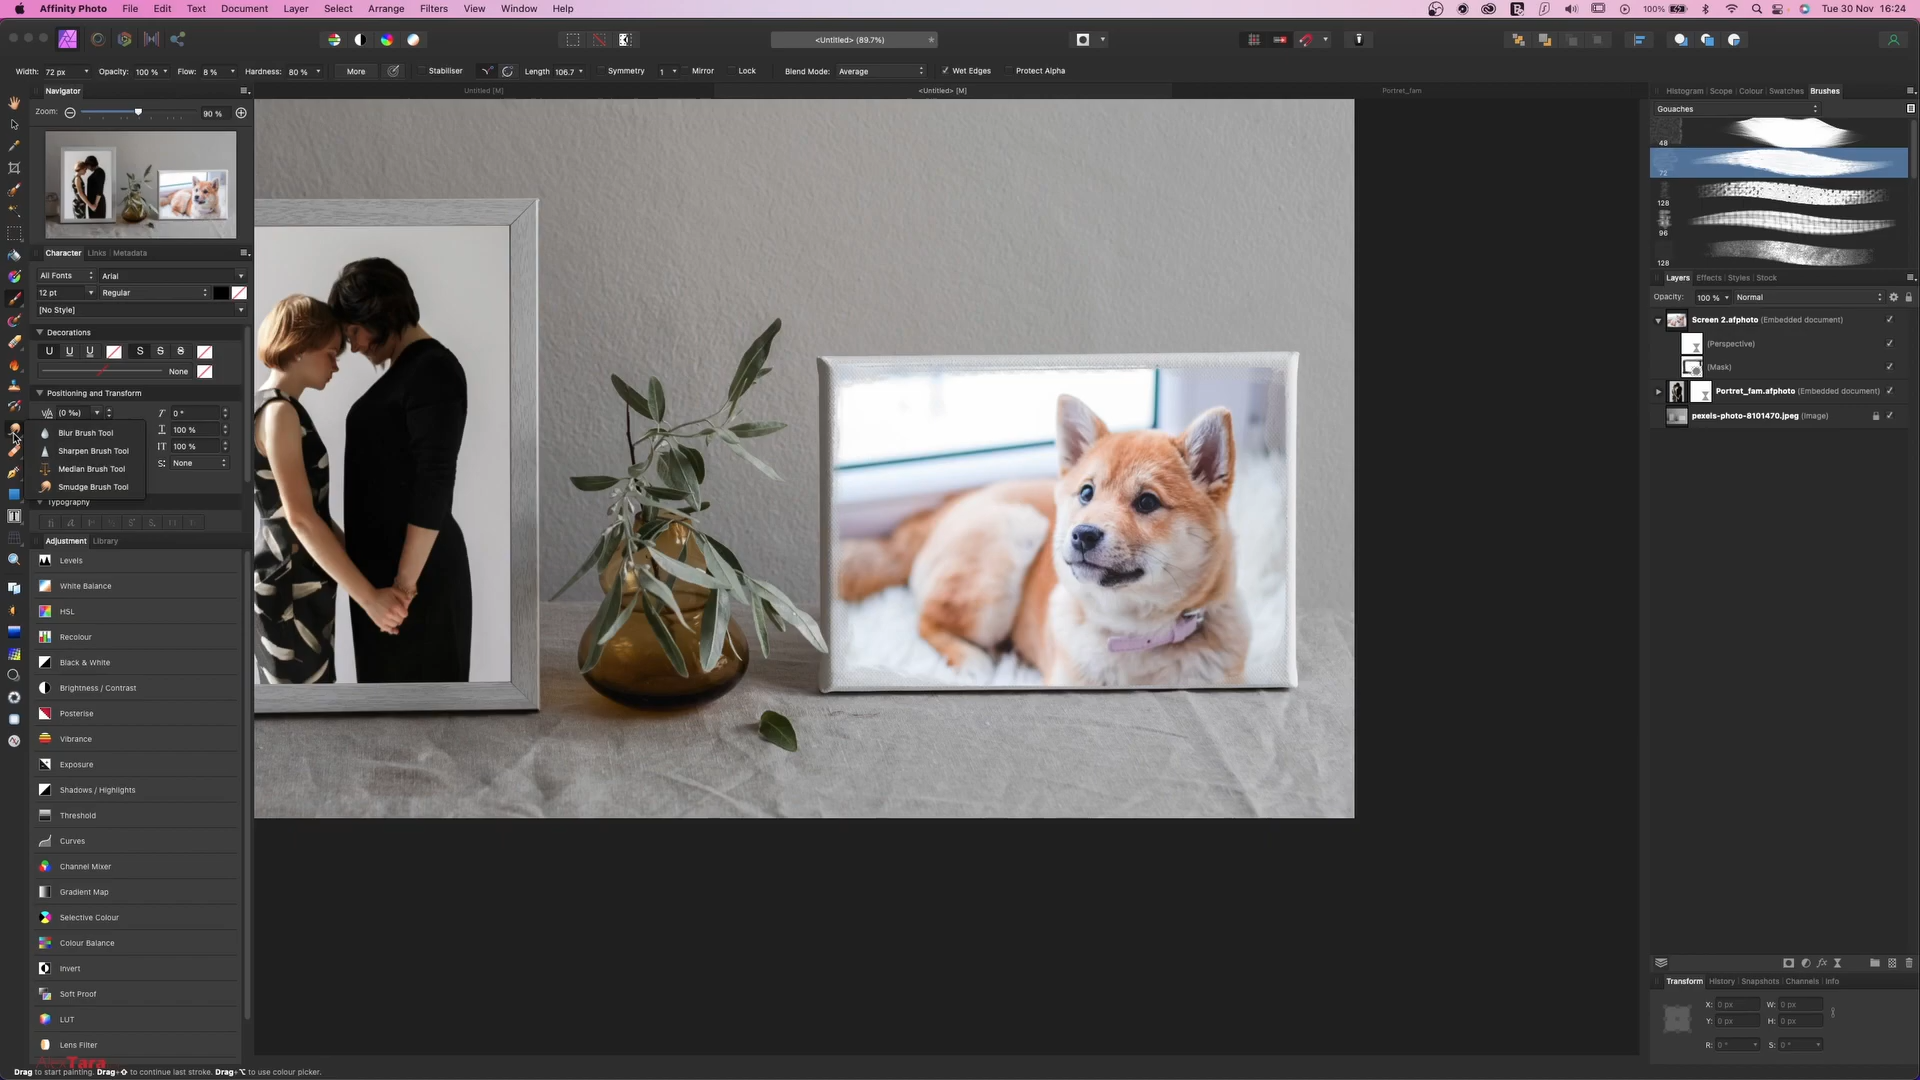 Affinity Photo File Edit Text Document Layer Select Arrange Filters View Window Help 100% Tue 30 Nov 16:24
<Untitled> (89.7%)
Width: 72 px Opacity: 100 % Flow: 8 % Hardness: 80 % More Stabiliser Length 106.7 Symmetry 1 Mirror Lock Blend Mode: Average Wet Edges Protect Alpha
Navigator
Untitled [M] <Untitled> [M] Portret_fam
Zoom: 90 %
Character Links Metadata
All Fonts Arial
12 pt Regular
[No Style]
Decorations
U U U S S S
None
Positioning and Transform
(0 ‰) 0 °
100 %
100 %
S: None
Blur Brush Tool
Sharpen Brush Tool
Median Brush Tool
Smudge Brush Tool
Typography
Adjustment Library
Levels
White Balance
HSL
Recolour
Black & White
Brightness / Contrast
Posterise
Vibrance
Exposure
Shadows / Highlights
Threshold
Curves
Channel Mixer
Gradient Map
Selective Colour
Colour Balance
Invert
Soft Proof
LUT
Lens Filter
AlexTara
Drag to start painting. Drag+⇧ to continue last stroke. Drag+⌥ to use colour picker.
Histogram Scope Colour Swatches Brushes
Gouaches
48
72
128
96
128
Layers Effects Styles Stock
Opacity: 100 % Normal
Screen 2.afphoto (Embedded document)
(Perspective)
(Mask)
Portret_fam.afphoto (Embedded document)
pexels-photo-8101470.jpeg (Image)
Transform History Snapshots Channels Info
X: 0 px W: 0 px
Y: 0 px H: 0 px
R: 0 ° S: 0 °